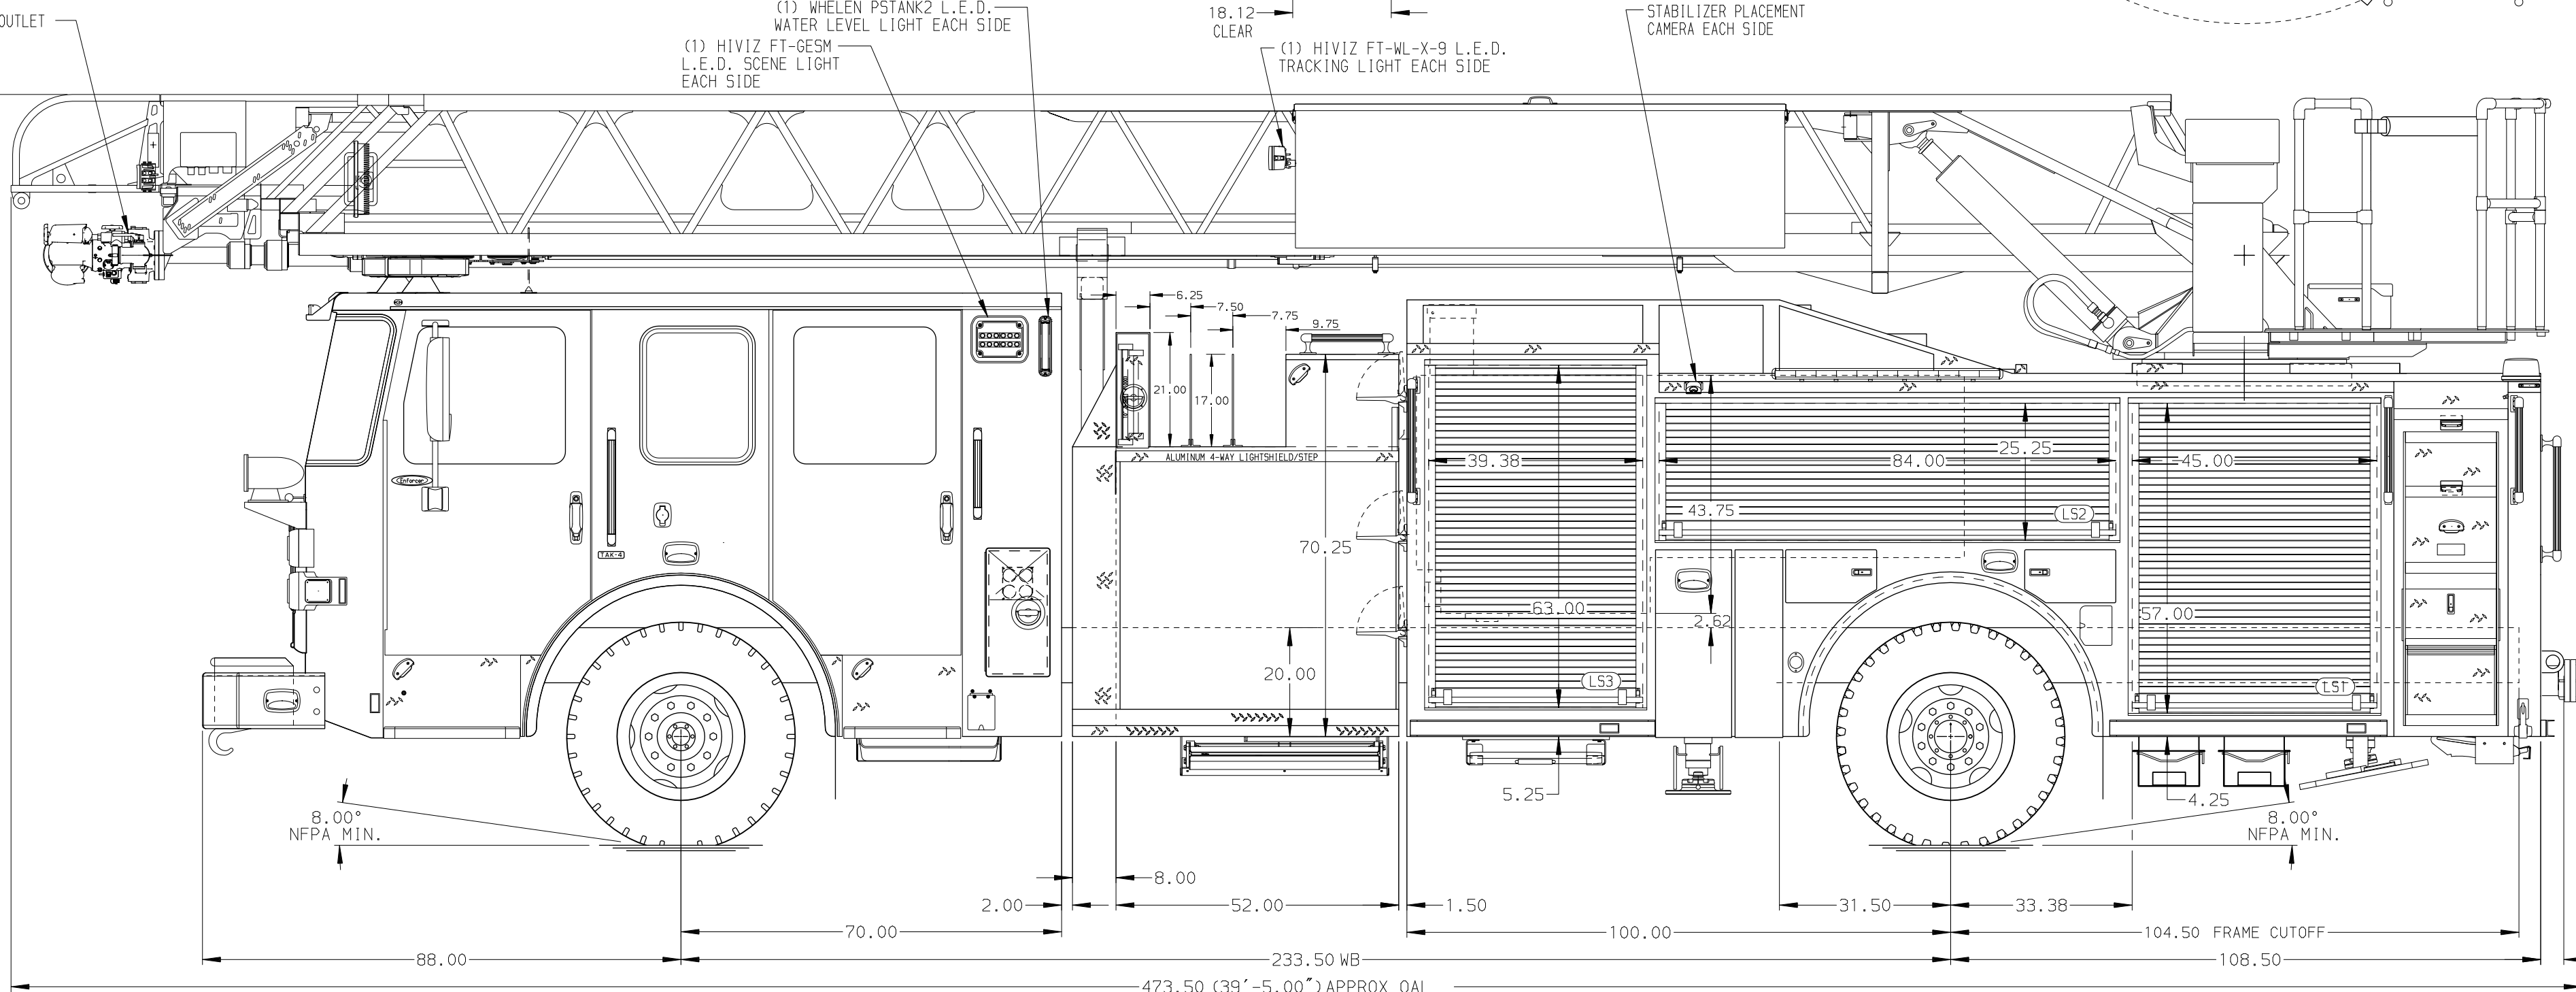 OUTLET
(1) WHELEN PSTANK2 L.E.D.
WATER LEVEL LIGHT EACH SIDE
(1) HIVIZ FT-GESM
L.E.D. SCENE LIGHT
EACH SIDE
18.12
CLEAR
(1) HIVIZ FT-WL-X-9 L.E.D.
TRACKING LIGHT EACH SIDE
STABILIZER PLACEMENT
CAMERA EACH SIDE
6.25
7.50
7.75
9.75
21.00
17.00
ALUMINUM 4-WAY LIGHTSHIELD/STEP
39.38
84.00
25.25
45.00
Enforcer
43.75
LS2
TAK-4
70.25
63.00
2.62
57.00
20.00
LS3
LS1
5.25
4.25
8.00°
NFPA MIN.
8.00°
NFPA MIN.
8.00
2.00
52.00
1.50
31.50
33.38
70.00
100.00
104.50 FRAME CUTOFF
88.00
233.50 WB
108.50
473.50 (39'-5.00") APPROX OAL